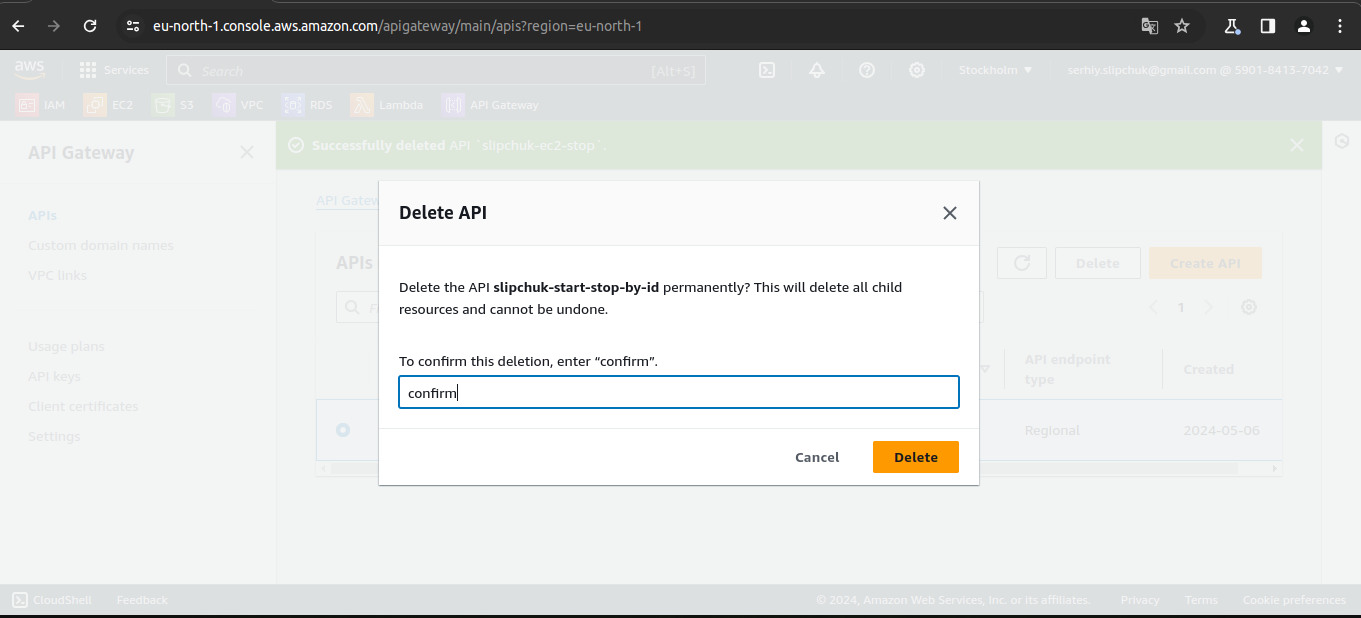 eu-north-1.console.aws.amazon.com/apigateway/main/apis?region=eu-north-1
aws Services Search [Alt+S] Stockholm ▼ serhiy.slipchuk@gmail.com @ 5901-8413-7042 ▼
IAM EC2 S3 VPC RDS Lambda API Gateway
API Gateway
Successfully deleted API `slipchuk-ec2-stop`.
APIs
Custom domain names
VPC links
Usage plans
API keys
Client certificates
Settings
API Gatew
APIs
Delete
Create API
1
API endpoint
type
Created
Regional
2024-05-06
Delete API
Delete the API slipchuk-start-stop-by-id permanently? This will delete all child
resources and cannot be undone.
To confirm this deletion, enter “confirm”.
confirm
Cancel Delete
CloudShell Feedback © 2024, Amazon Web Services, Inc. or its affiliates. Privacy Terms Cookie preferences